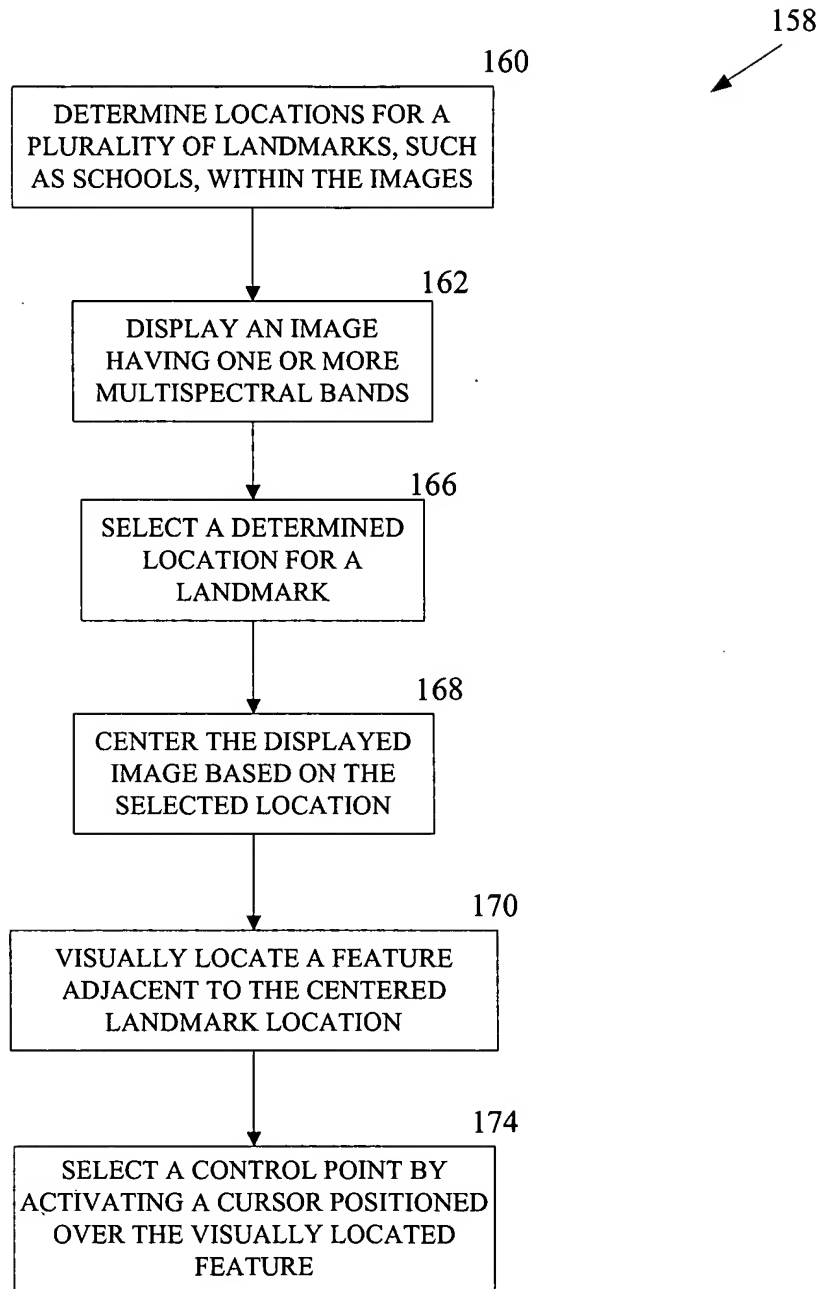 158
160
DETERMINE LOCATIONS FOR A
PLURALITY OF LANDMARKS, SUCH
AS SCHOOLS, WITHIN THE IMAGES
162
DISPLAY AN IMAGE
HAVING ONE OR MORE
MULTISPECTRAL BANDS
166
SELECT A DETERMINED
LOCATION FOR A
LANDMARK
168
CENTER THE DISPLAYED
IMAGE BASED ON THE
SELECTED LOCATION
170
VISUALLY LOCATE A FEATURE
ADJACENT TO THE CENTERED
LANDMARK LOCATION
174
SELECT A CONTROL POINT BY
ACTIVATING A CURSOR POSITIONED
OVER THE VISUALLY LOCATED
FEATURE